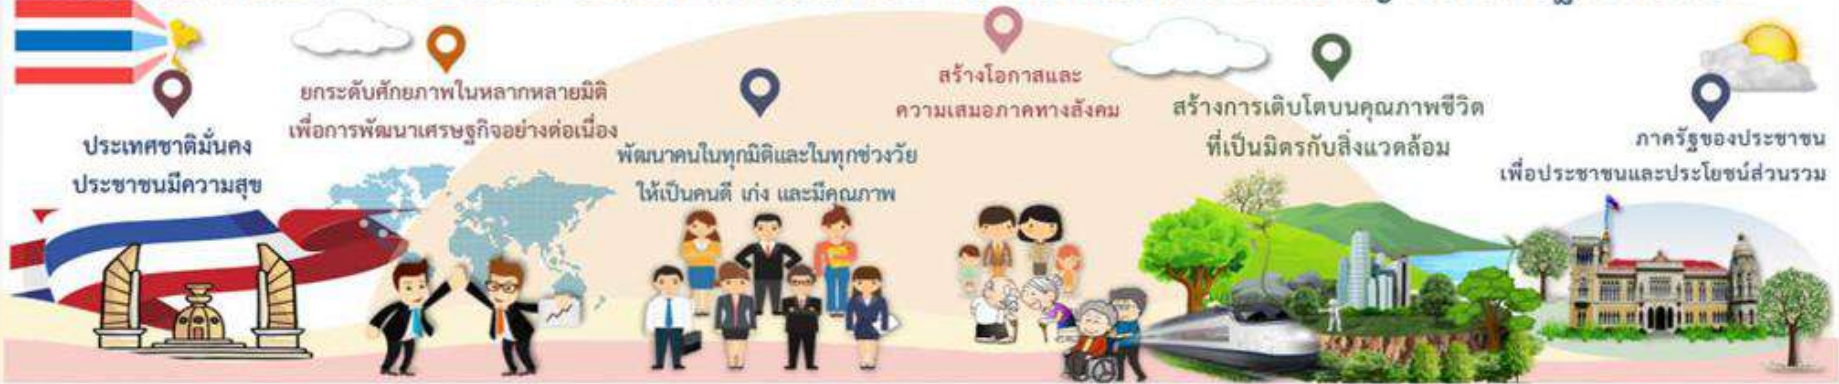 ประเทศชาติมั่นคง
ประชาชนมีความสุข
ยกระดับศักยภาพในหลากหลายมิติ
เพื่อการพัฒนาเศรษฐกิจอย่างต่อเนื่อง
พัฒนาคนในทุกมิติและในทุกช่วงวัย
ให้เป็นคนดี เก่ง และมีคุณภาพ
สร้างโอกาสและ
ความเสมอภาคทางสังคม
สร้างการเติบโตบนคุณภาพชีวิต
ที่เป็นมิตรกับสิ่งแวดล้อม
ภาครัฐของประชาชน
เพื่อประชาชนและประโยชน์ส่วนรวม